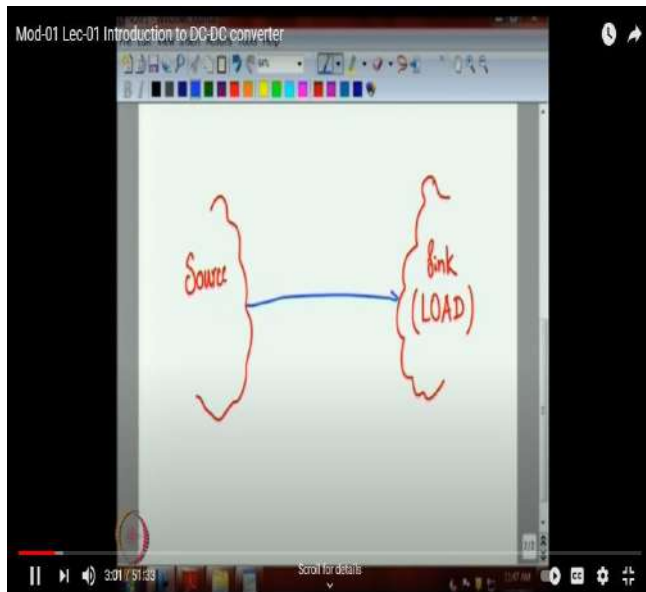 Mod-01 Lec-01 Introduction to DC-DC converter
Source
Sink
(LOAD)
3:01 / 51:33
Scroll for details
CC